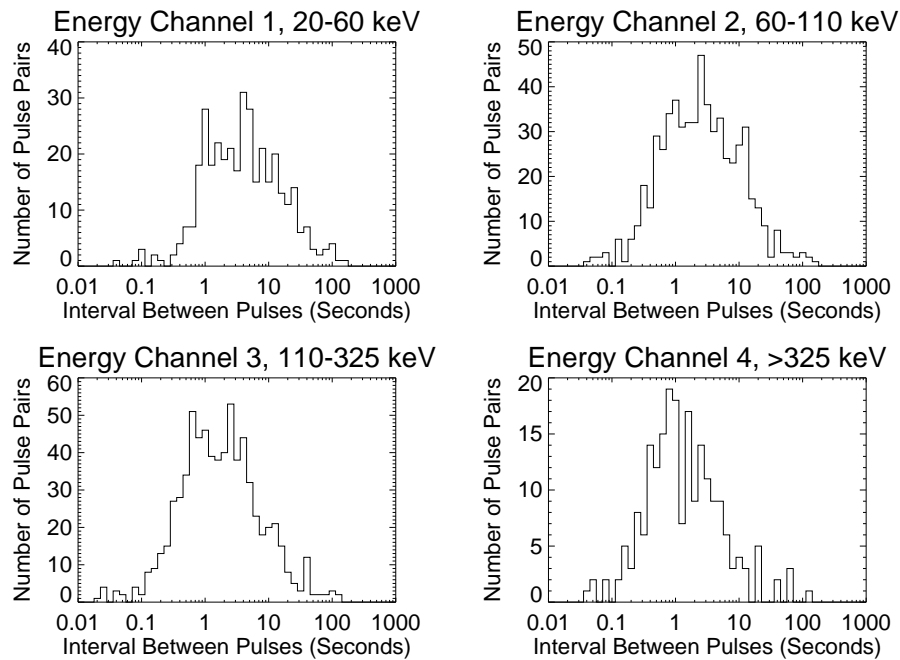 Energy Channel 1, 20-60 keV
Number of Pulse Pairs
40
30
20
10
0
0.01 0.1 1 10 100 1000
Interval Between Pulses (Seconds)
Energy Channel 2, 60-110 keV
Number of Pulse Pairs
50
40
30
20
10
0
0.01 0.1 1 10 100 1000
Interval Between Pulses (Seconds)
Energy Channel 3, 110-325 keV
Number of Pulse Pairs
60
50
40
30
20
10
0
0.01 0.1 1 10 100 1000
Interval Between Pulses (Seconds)
Energy Channel 4, >325 keV
Number of Pulse Pairs
20
15
10
5
0
0.01 0.1 1 10 100 1000
Interval Between Pulses (Seconds)